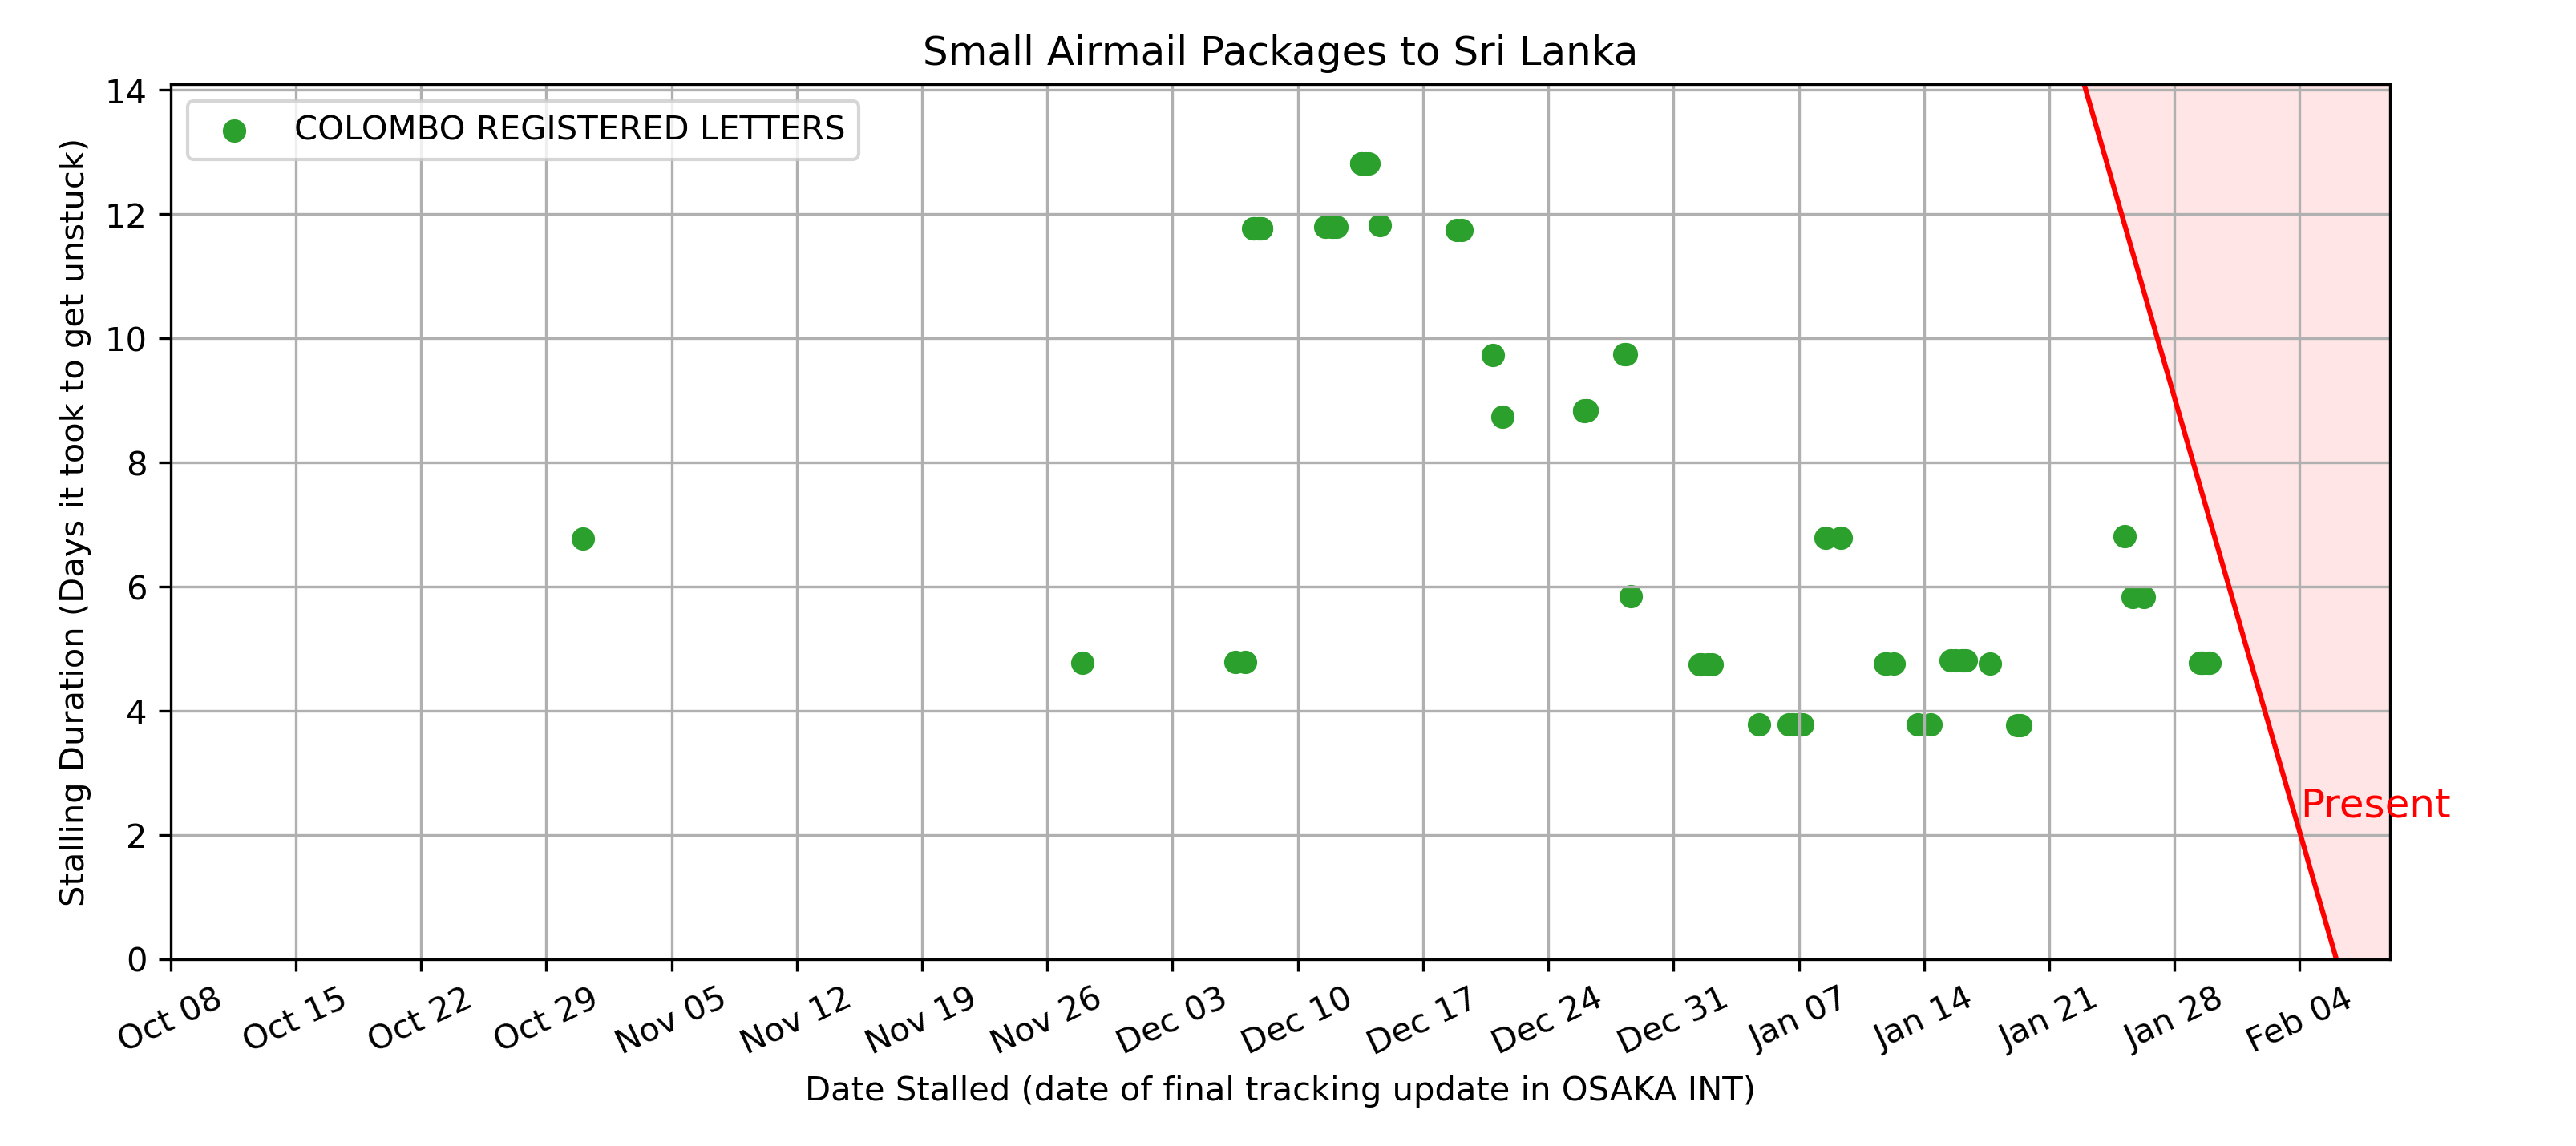 Small Airmail Packages to Sri Lanka
COLOMBO REGISTERED LETTERS
Stalling Duration (Days it took to get unstuck)
14
12
10
8
6
4
2
0
Present
Oct 08
Oct 15
Oct 22
Oct 29
Nov 05
Nov 12
Nov 19
Nov 26
Dec 03
Dec 10
Dec 17
Dec 24
Dec 31
Jan 07
Jan 14
Jan 21
Jan 28
Feb 04
Date Stalled (date of final tracking update in OSAKA INT)